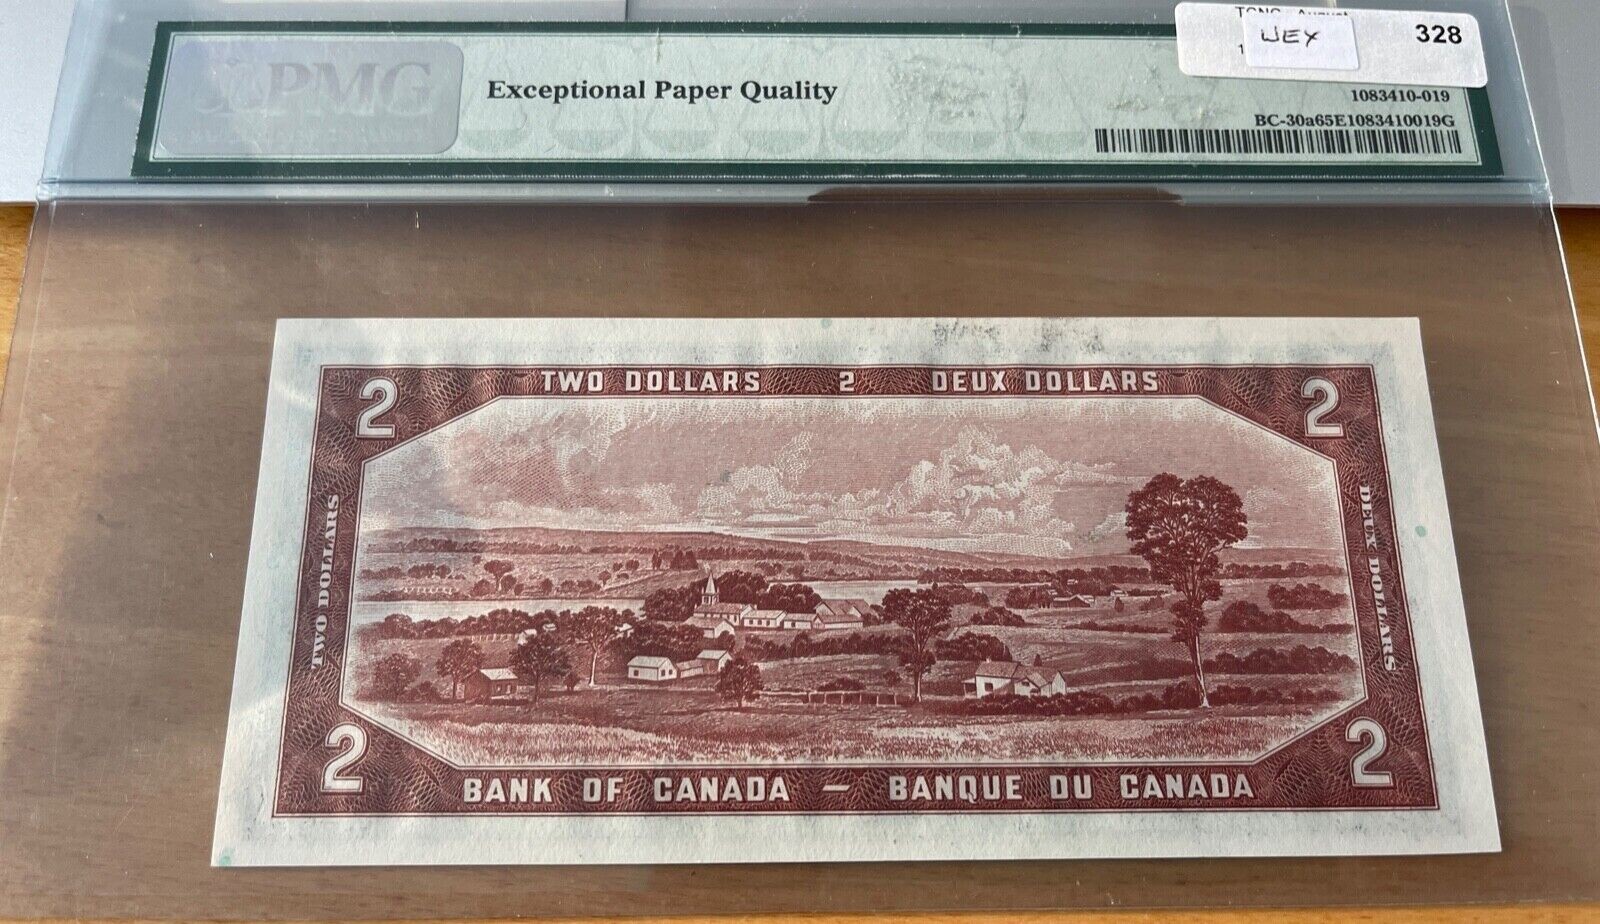 328
JEX
PMG
Exceptional Paper Quality
1083410-019
BC-30a65E1083410019G
2 TWO DOLLARS 2 DEUX DOLLARS 2
TWO DOLLARS
DEUX DOLLARS
2 2
BANK OF CANADA — BANQUE DU CANADA